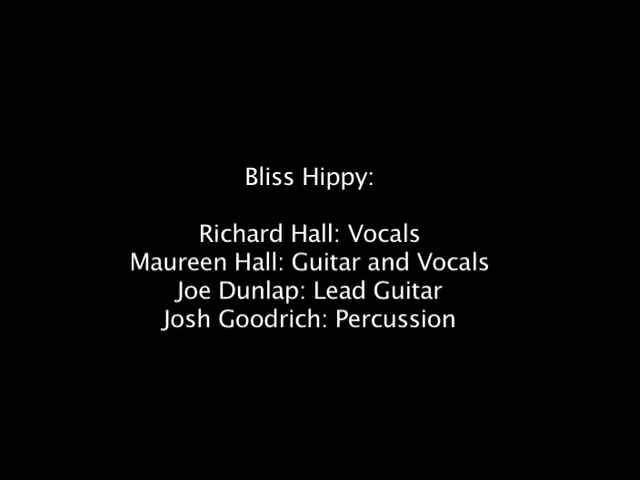 Bliss Hippy:
Richard Hall: Vocals
Maureen Hall: Guitar and Vocals
Joe Dunlap: Lead Guitar
Josh Goodrich: Percussion